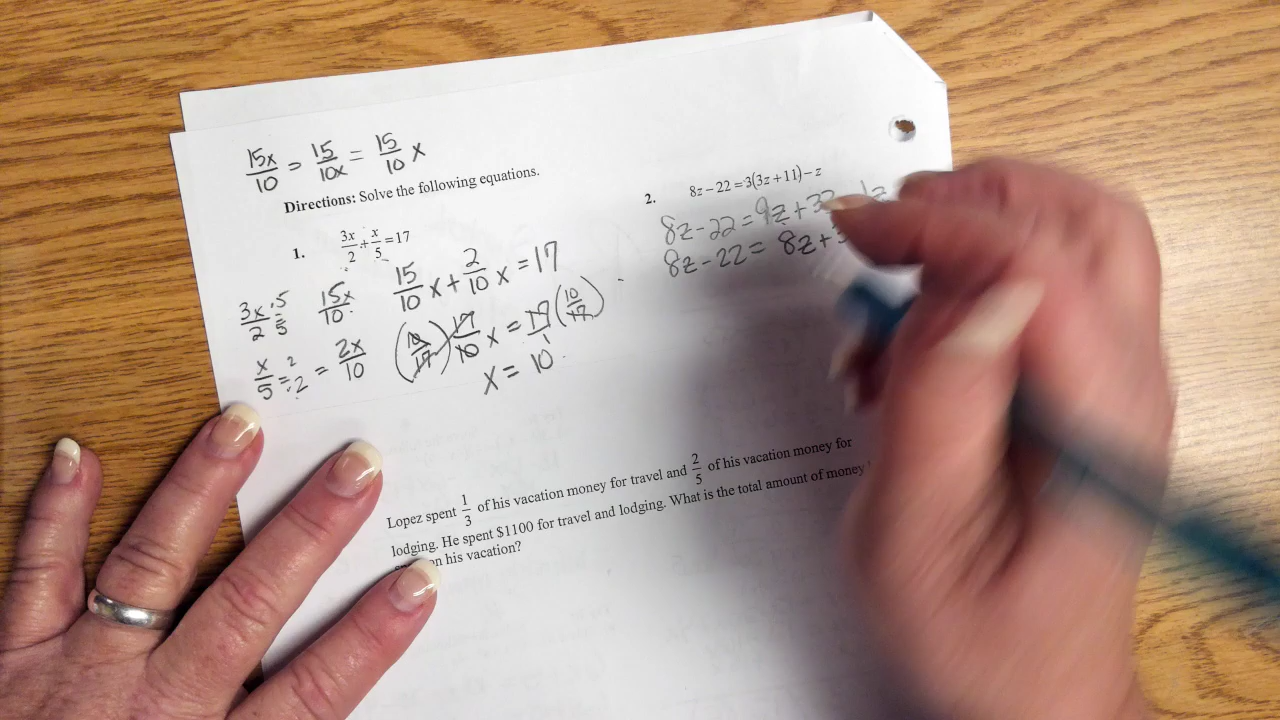 15x/10 = 15/10x = 15/10 x
Directions: Solve the following equations.
1. 3x/2 + x/5 = 17
3x/2 · 5/5
15x/10
15/10 x + 2/10 x = 17
x/5 = · 2/2 = 2x/10
(10/17) 17/10 x = 17/1 (10/17)
x = 10
2. 8z – 22 = 3(3z + 11) – z
8z - 22 = 9z + 1z
8z - 22 = 8z +
Lopez spent 1/3 of his vacation money for travel and 2/5 of his vacation money for
lodging. He spent $1100 for travel and lodging. What is the total amount of money
on his vacation?